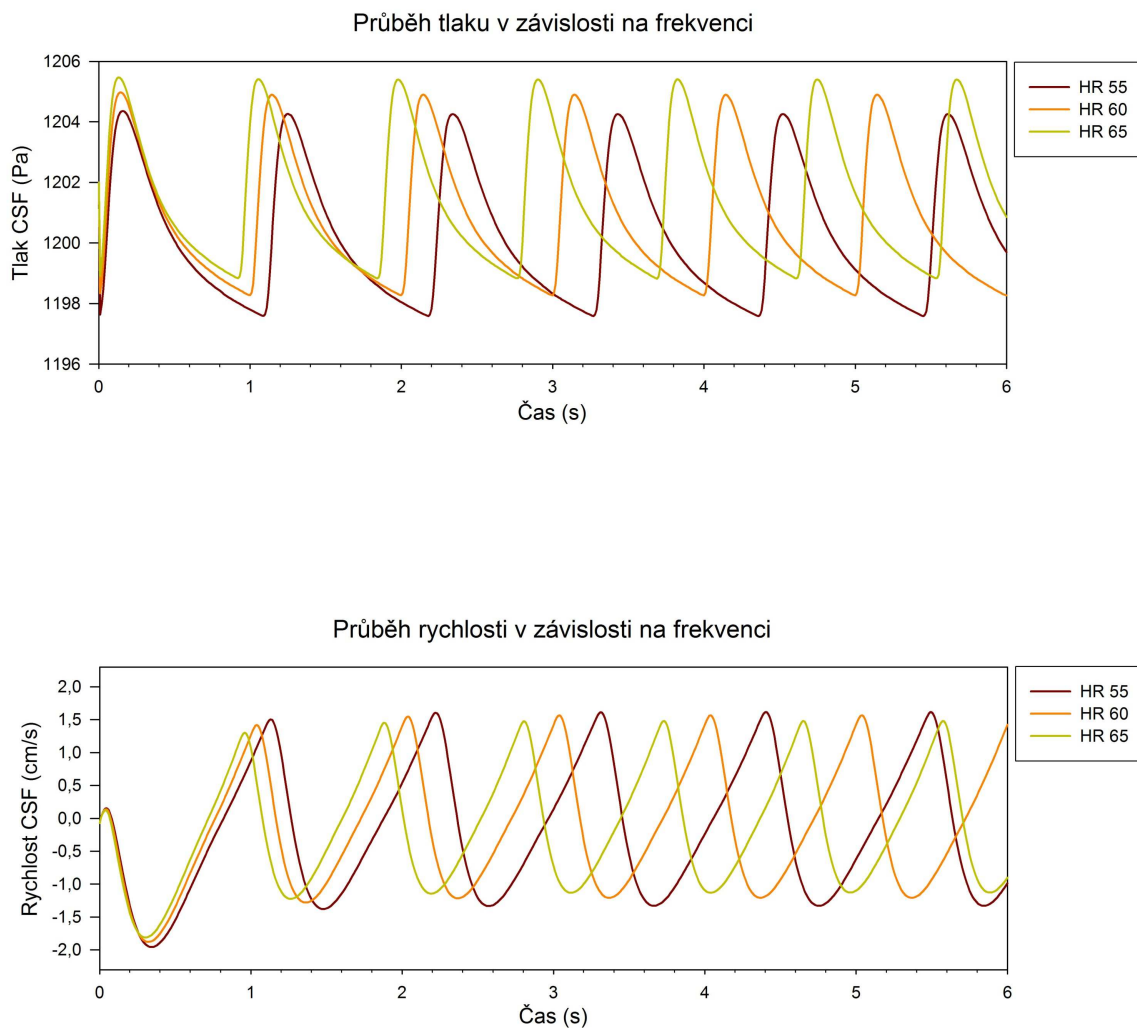 Průběh tlaku v závislosti na frekvenci
1206
1204
1202
1200
1198
1196
Tlak CSF (Pa)
0 1 2 3 4 5 6
Čas (s)
HR 55
HR 60
HR 65
Průběh rychlosti v závislosti na frekvenci
2,0
1,5
1,0
0,5
0,0
-0,5
-1,0
-1,5
-2,0
Rychlost CSF (cm/s)
0 1 2 3 4 5 6
Čas (s)
HR 55
HR 60
HR 65